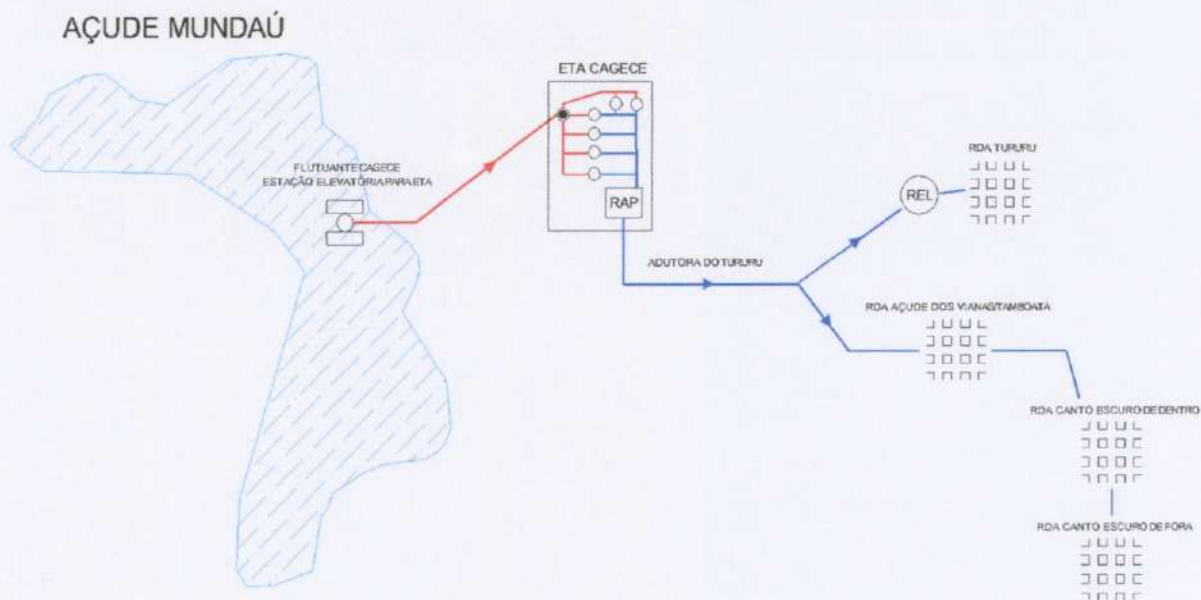 AÇUDE MUNDAÚ
ETA CAGECE
FLUTUANTE CAGECE
ESTAÇÃO ELEVATÓRIA PARA ETA
RAP
RDA TURURU
REL
ADUTORA DO TURURU
RDA AÇUDE DOS VIANAS/TAMBOATA
RDA CANTO ESCURO DE DENTRO
RDA CANTO ESCURO DE FORA